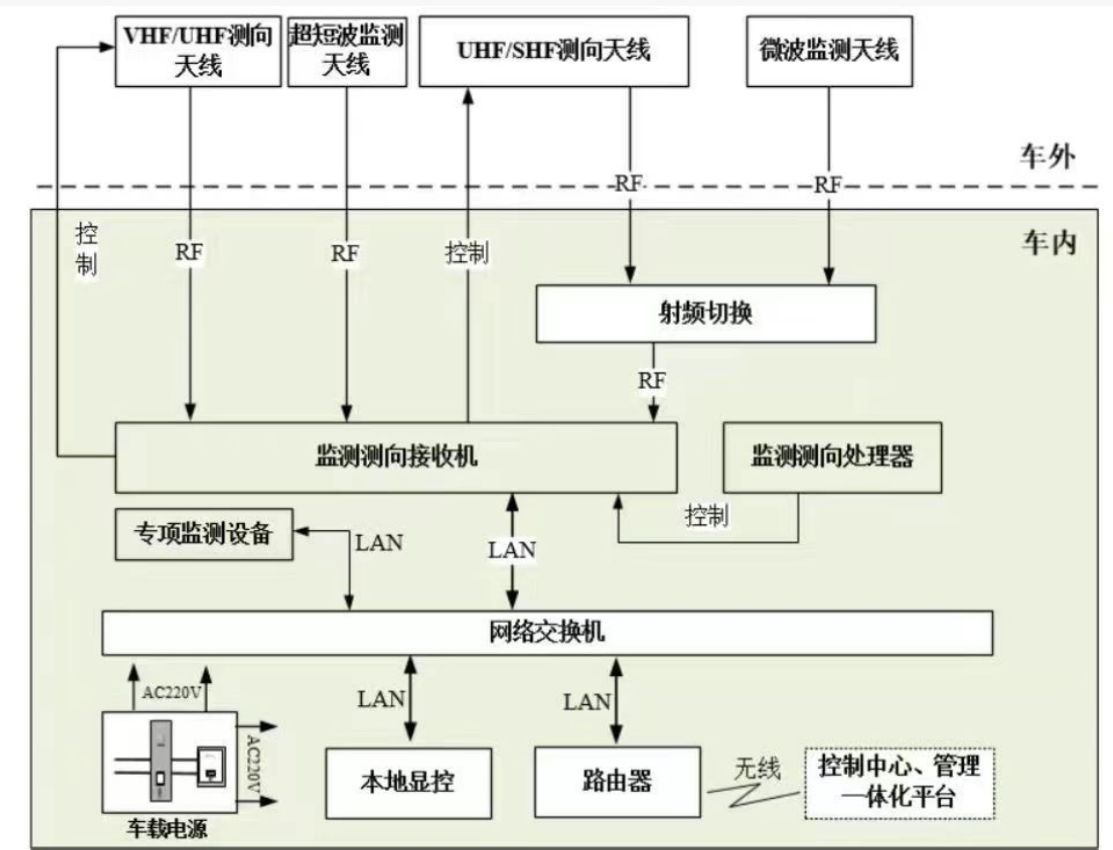 VHF/UHF测向
天线
超短波监测
天线
UHF/SHF测向天线
微波监测天线
车外
RF
RF
车内
控
制
RF
RF
控制
射频切换
RF
监测测向接收机
监测测向处理器
控制
专项监测设备
LAN
LAN
网络交换机
AC220V
LAN
LAN
AC220V
本地显控
路由器
无线
控制中心、管理
一体化平台
车载电源